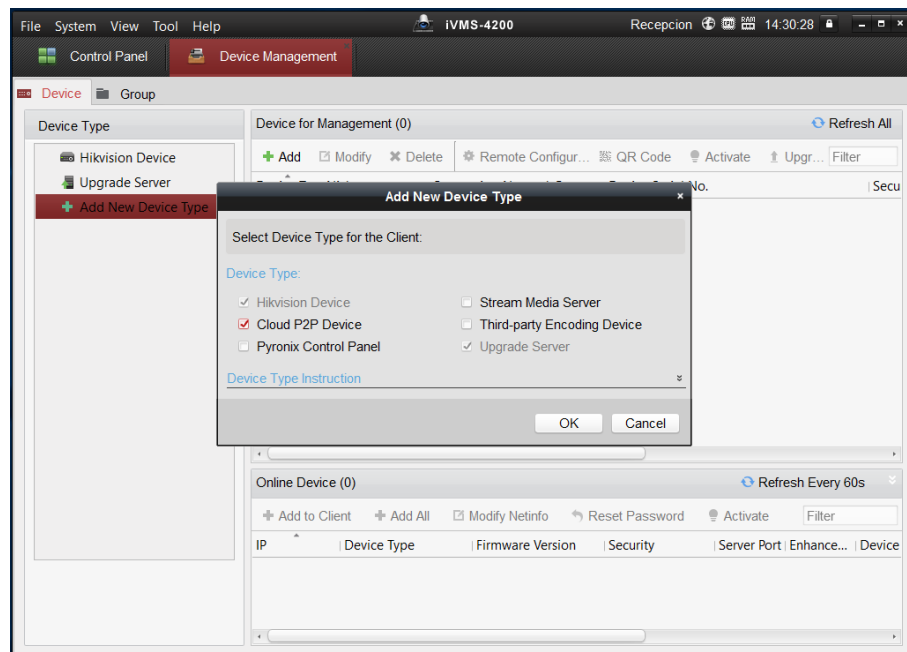 File System View Tool Help iVMS-4200 Recepcion 14:30:28
Control Panel Device Management
Device Group
Device Type
Hikvision Device
Upgrade Server
Add New Device Type
Device for Management (0) Refresh All
Add Modify Delete Remote Configur... QR Code Activate Upgr... Filter
No. Secu
Add New Device Type
Select Device Type for the Client:
Device Type:
Hikvision Device Stream Media Server
Cloud P2P Device Third-party Encoding Device
Pyronix Control Panel Upgrade Server
Device Type Instruction
OK Cancel
Online Device (0) Refresh Every 60s
Add to Client Add All Modify Netinfo Reset Password Activate Filter
IP Device Type Firmware Version Security Server Port Enhance... Device